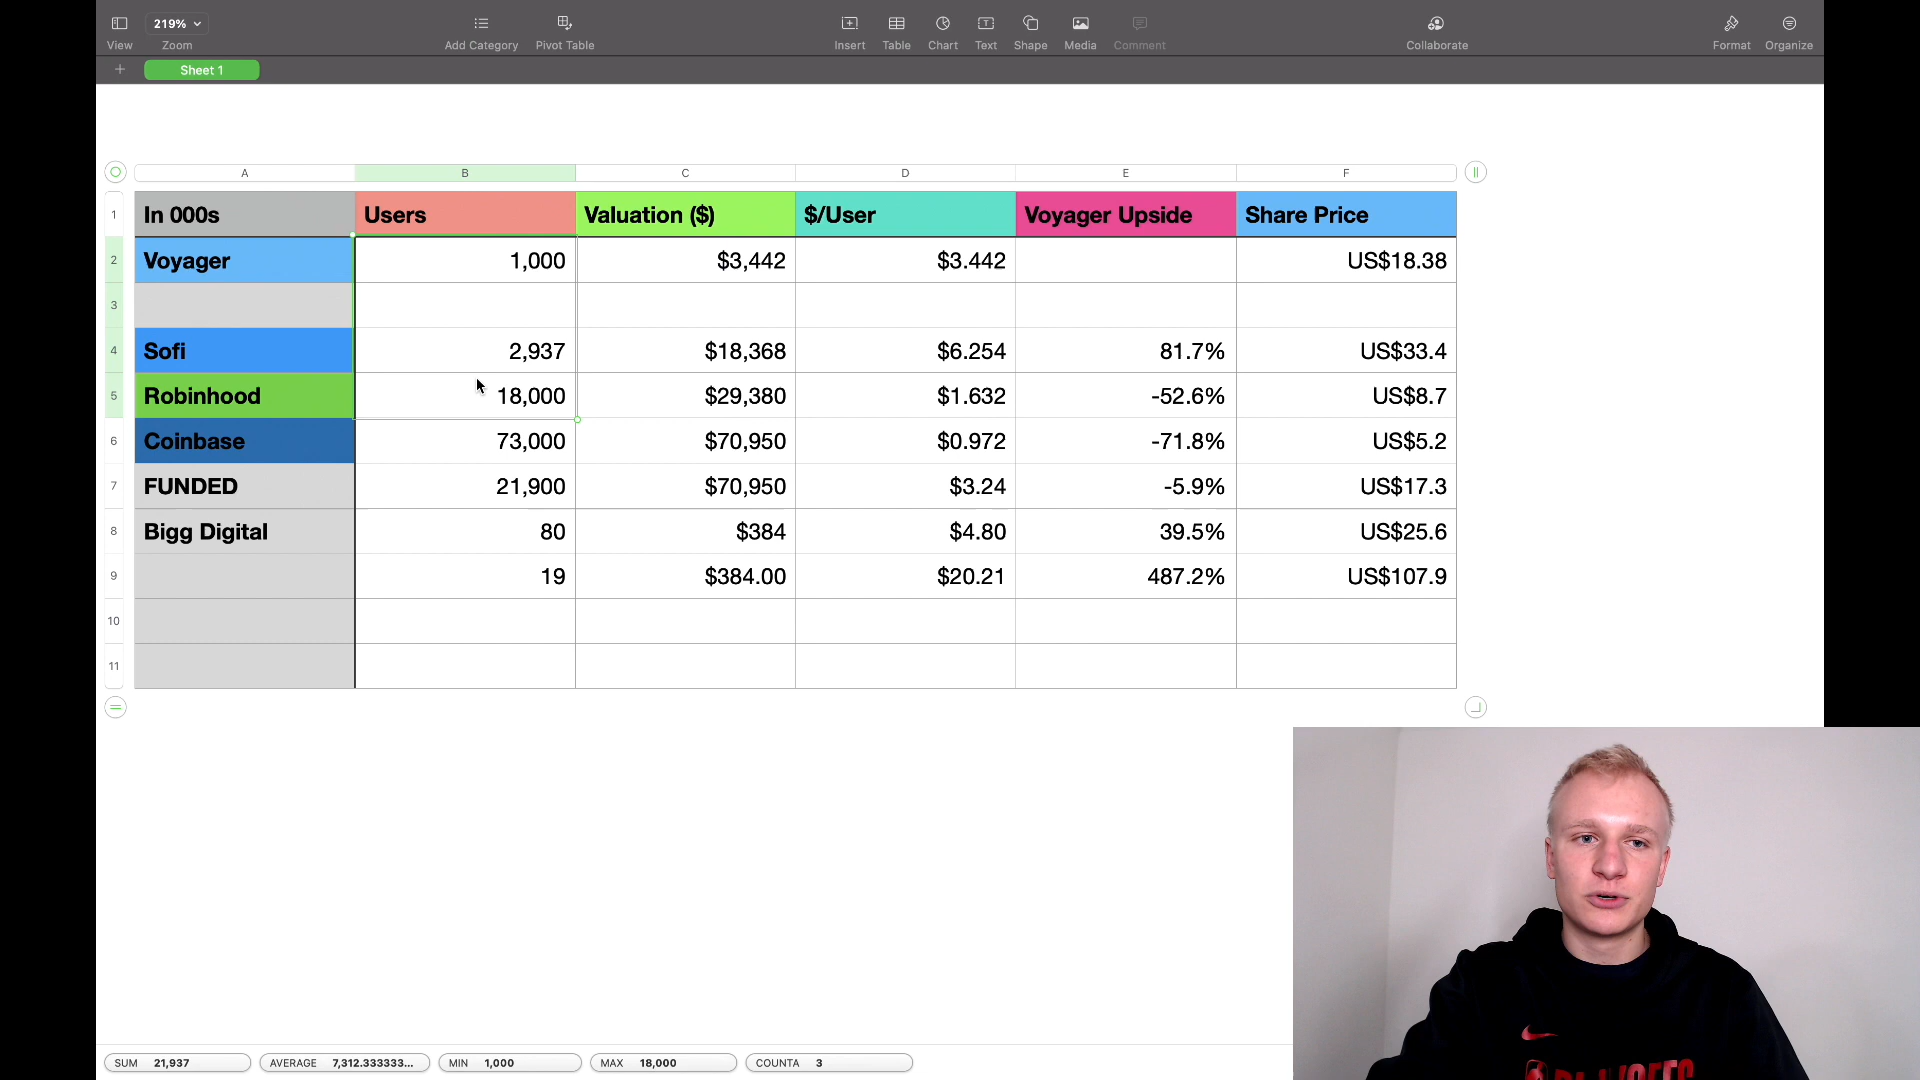 219%
View
Zoom
Add Category
Pivot Table
Insert
Table
Chart
Text
Shape
Media
Comment
Collaborate
Format
Organize
Sheet 1
A B C D E F
1 In 000s Users Valuation ($) $/User Voyager Upside Share Price
2 Voyager 1,000 $3,442 $3.442 US$18.38
3
4 Sofi 2,937 $18,368 $6.254 81.7% US$33.4
5 Robinhood 18,000 $29,380 $1.632 -52.6% US$8.7
6 Coinbase 73,000 $70,950 $0.972 -71.8% US$5.2
7 FUNDED 21,900 $70,950 $3.24 -5.9% US$17.3
8 Bigg Digital 80 $384 $4.80 39.5% US$25.6
9 19 $384.00 $20.21 487.2% US$107.9
10
11
SUM 21,937 AVERAGE 7,312.333333... MIN 1,000 MAX 18,000 COUNTA 3